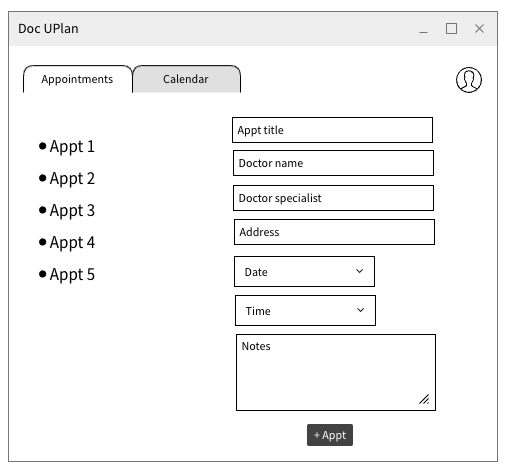 Doc UPlan
Appointments
Calendar
Appt 1
Appt 2
Appt 3
Appt 4
Appt 5
Appt title
Doctor name
Doctor specialist
Address
Date
Time
Notes
+ Appt